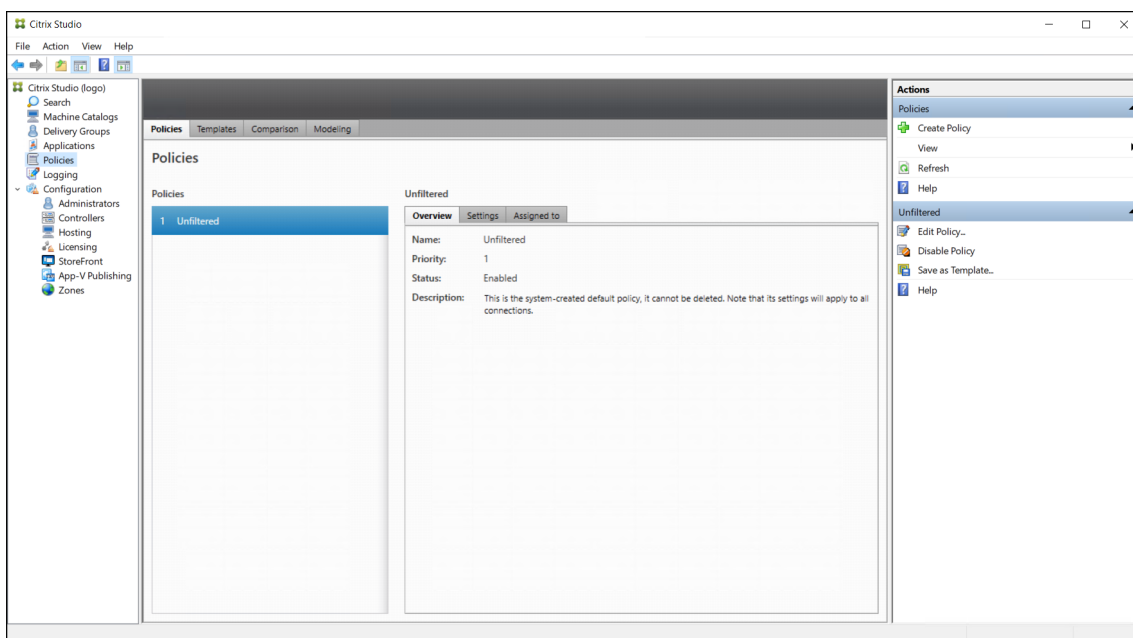 Citrix Studio
File Action View Help
Citrix Studio (logo)
Search
Machine Catalogs
Delivery Groups
Applications
Policies
Logging
Configuration
Administrators
Controllers
Hosting
Licensing
StoreFront
App-V Publishing
Zones
Policies Templates Comparison Modeling
Policies
Policies
1 Unfiltered
Unfiltered
Overview Settings Assigned to
Name: Unfiltered
Priority: 1
Status: Enabled
Description: This is the system-created default policy, it cannot be deleted. Note that its settings will apply to all
connections.
Actions
Policies
Create Policy
View
Refresh
Help
Unfiltered
Edit Policy...
Disable Policy
Save as Template...
Help